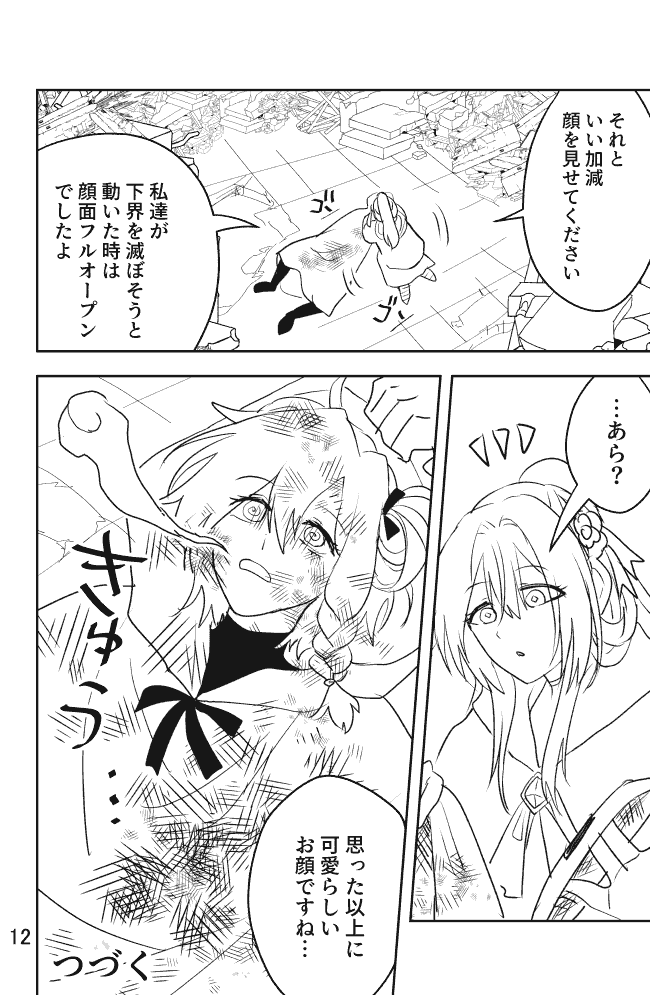 それと
いい加減
顔を見せてください
ゴ、
ゴ、
私達が
下界を滅ぼそうと
動いた時は
顔面フルオープン
でしたよ
…あら？
きゅう…
思った以上に
可愛らしい
お顔ですね…
つづく
12